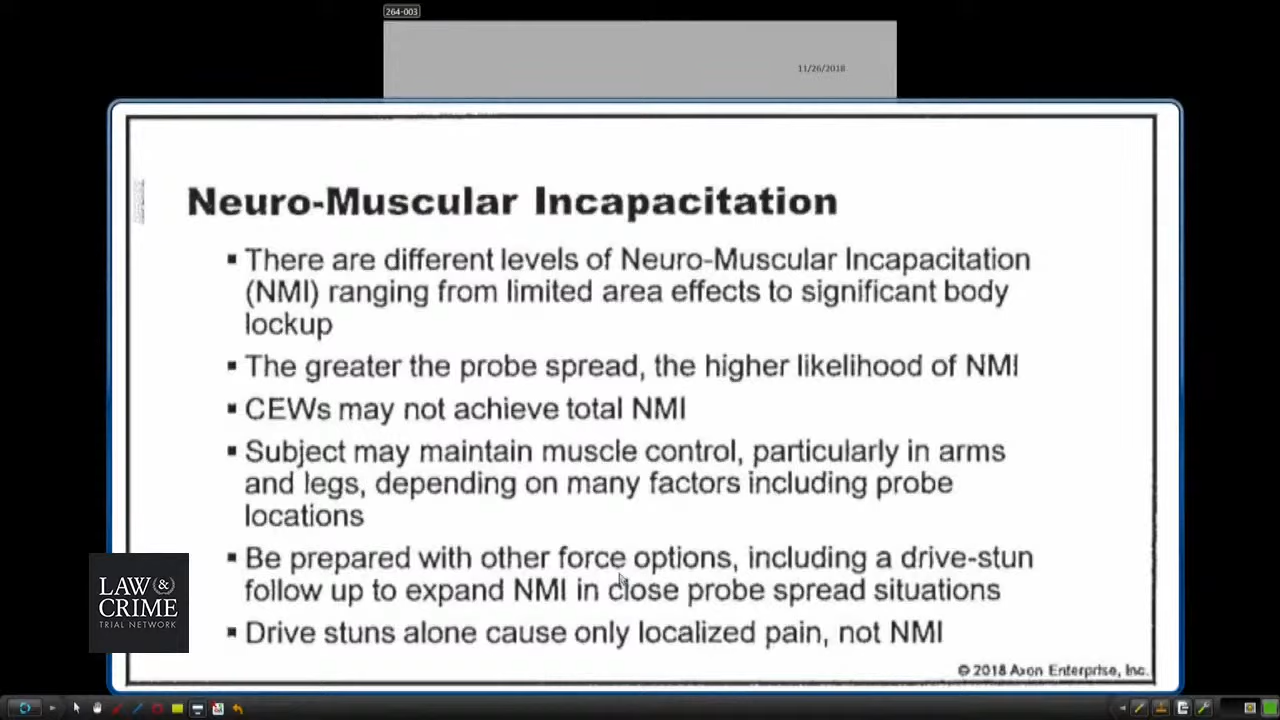 264-003
11/26/2018
Neuro-Muscular Incapacitation
▪ There are different levels of Neuro-Muscular Incapacitation
(NMI) ranging from limited area effects to significant body
lockup
▪ The greater the probe spread, the higher likelihood of NMI
▪ CEWs may not achieve total NMI
▪ Subject may maintain muscle control, particularly in arms
and legs, depending on many factors including probe
locations
▪ Be prepared with other force options, including a drive-stun
follow up to expand NMI in close probe spread situations
▪ Drive stuns alone cause only localized pain, not NMI
© 2018 Axon Enterprise, Inc.
LAW &
CRIME
TRIAL NETWORK